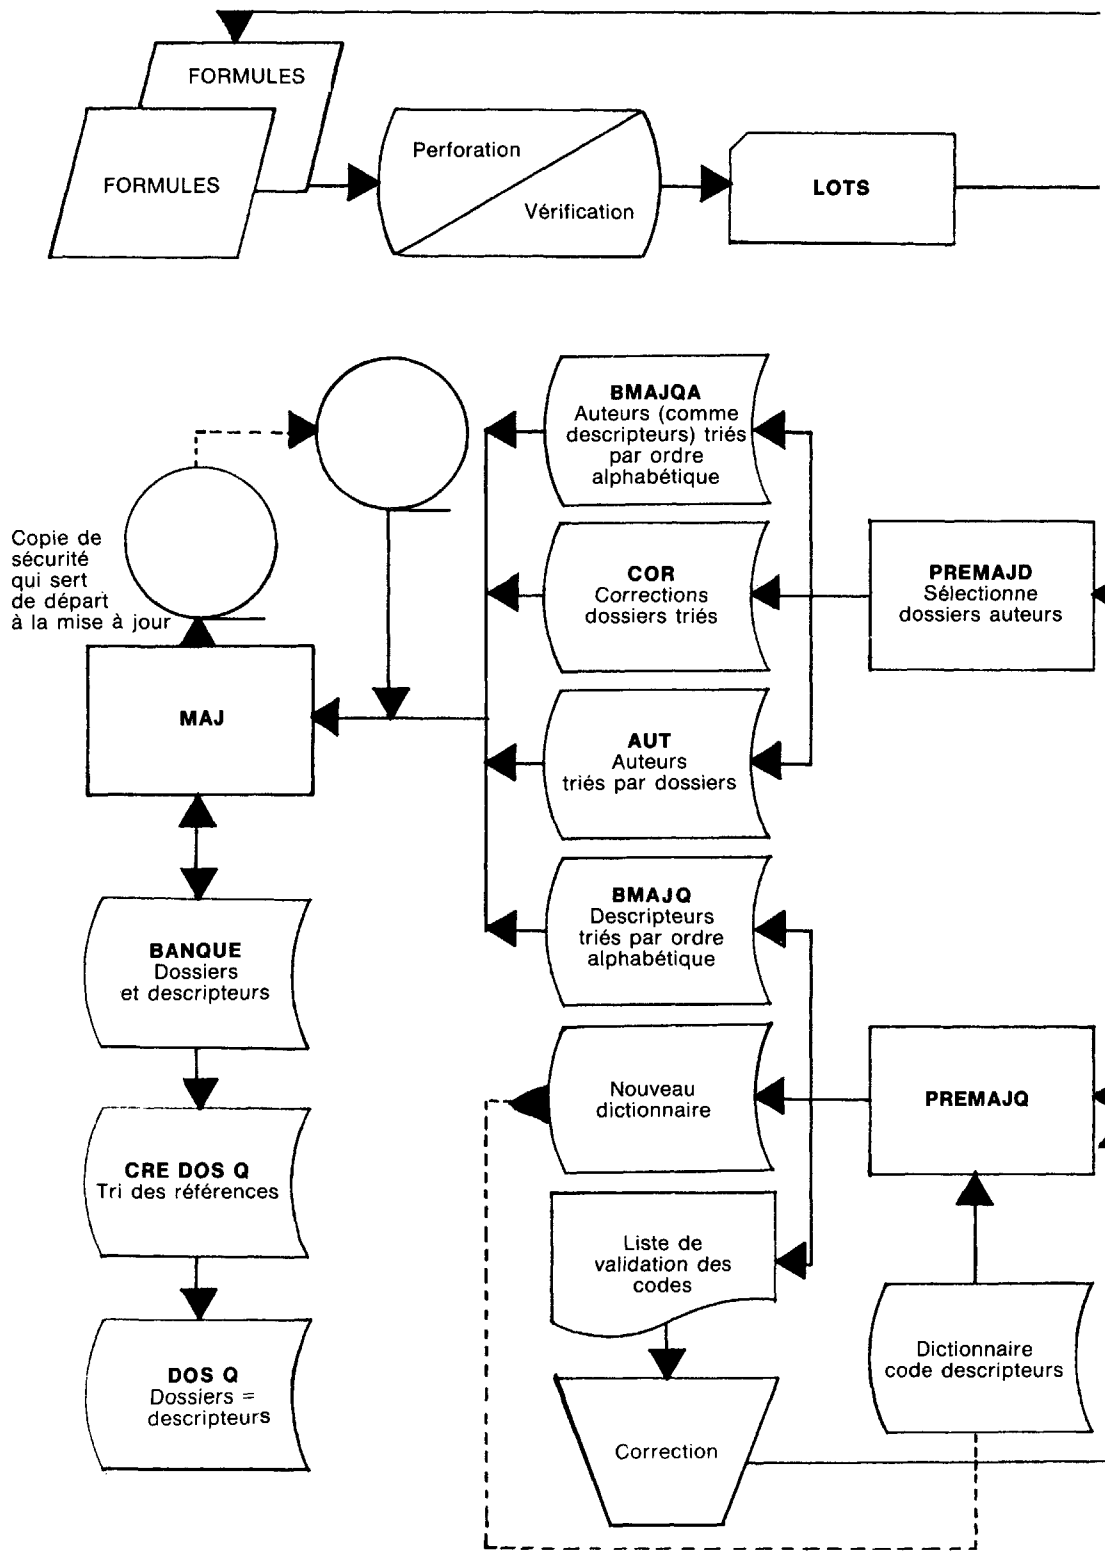 FORMULES
FORMULES
Perforation
Vérification
LOTS
BMAJQA
Auteurs (comme
descripteurs) triés
par ordre
alphabétique
Copie de
sécurité
qui sert
de départ
à la mise à jour
COR
Corrections
dossiers triés
PREMAJD
Sélectionne
dossiers auteurs
MAJ
AUT
Auteurs
triés par dossiers
BMAJQ
Descripteurs
triés par ordre
alphabétique
BANQUE
Dossiers
et descripteurs
Nouveau
dictionnaire
PREMAJQ
CRE DOS Q
Tri des références
Liste de
validation des
codes
Dictionnaire
code descripteurs
DOS Q
Dossiers =
descripteurs
Correction